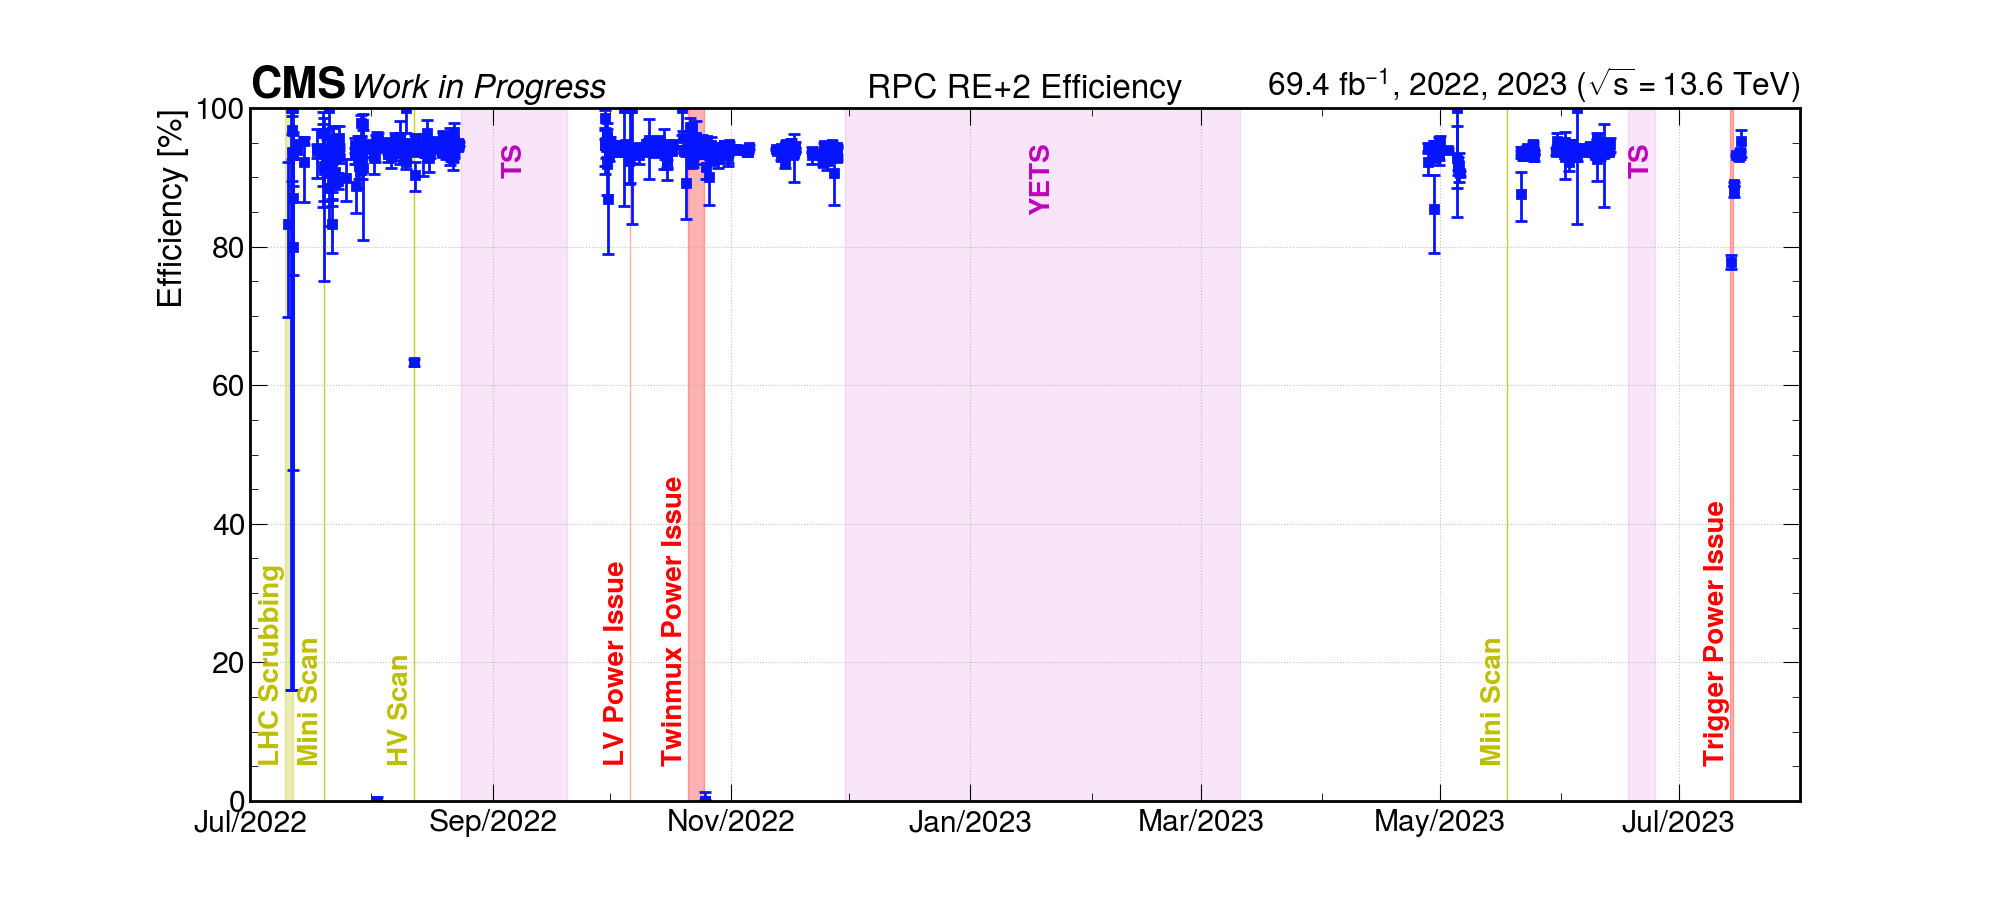 CMS Work in Progress RPC RE+2 Efficiency 69.4 fb⁻¹, 2022, 2023 (√s = 13.6 TeV)
Efficiency [%]
100
80
60
40
20
0
LHC Scrubbing
Mini Scan
HV Scan
TS
LV Power Issue
Twinmux Power Issue
YETS
Mini Scan
TS
Trigger Power Issue
Jul/2022 Sep/2022 Nov/2022 Jan/2023 Mar/2023 May/2023 Jul/2023